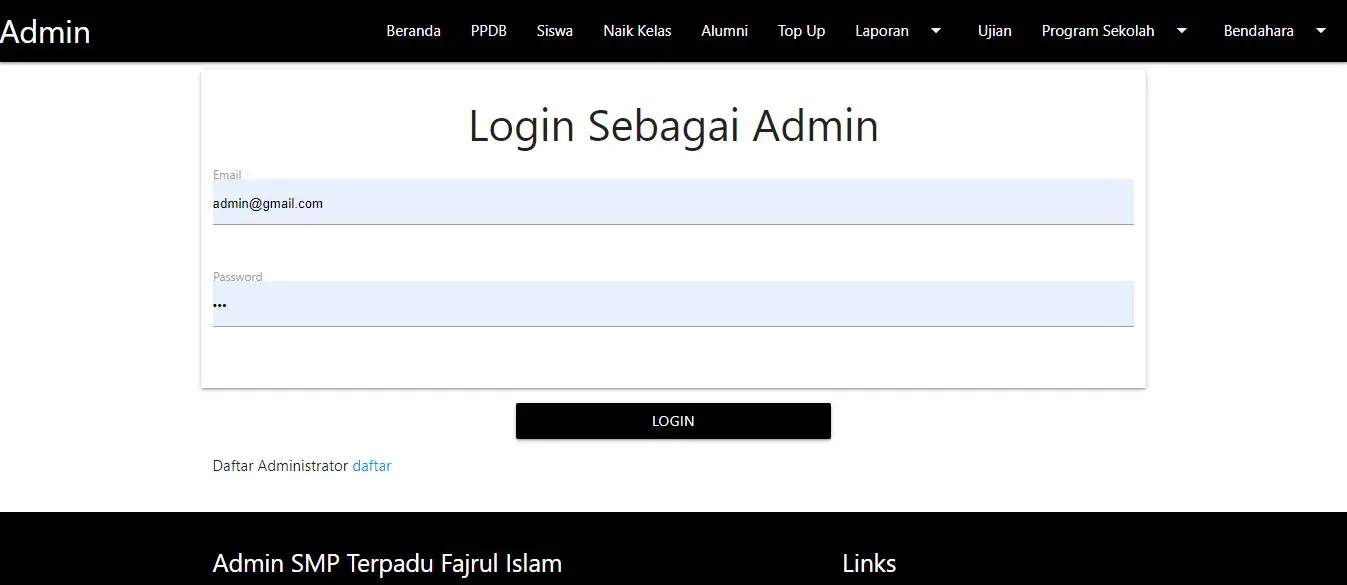 Admin Beranda PPDB Siswa Naik Kelas Alumni Top Up Laporan Ujian Program Sekolah Bendahara
Login Sebagai Admin
Email
admin@gmail.com
Password
•••
LOGIN
Daftar Administrator daftar
Admin SMP Terpadu Fajrul Islam Links